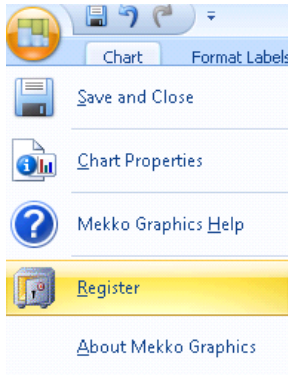 Chart Format Labels
Save and Close
Chart Properties
Mekko Graphics Help
Register
About Mekko Graphics